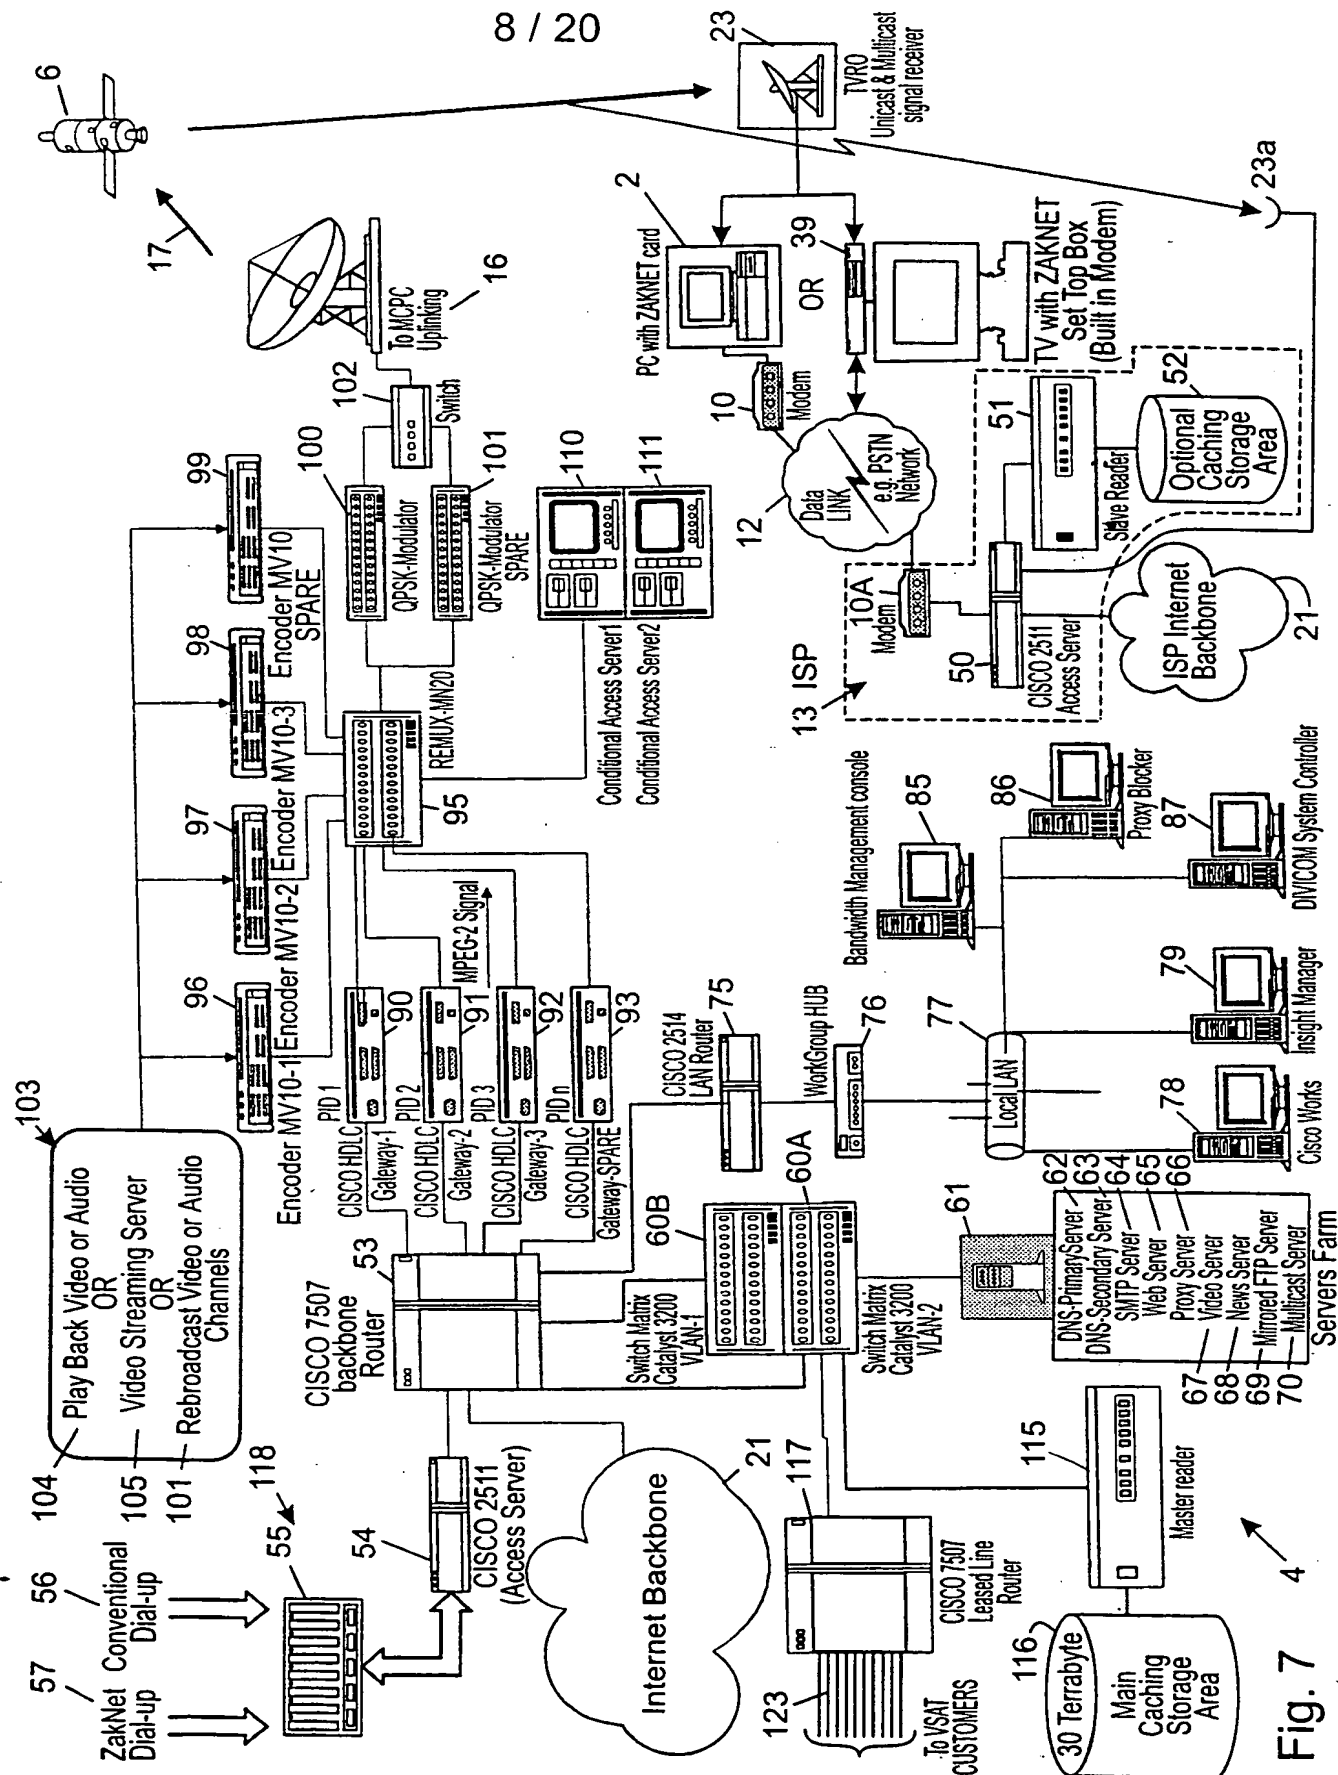 8 / 20
6
17
23
TVRO
Unicast & Multicast
signal receiver
To MCPC
Uplinking
16
102
Switch
100
QPSK-Modulator
101
QPSK-Modulator
SPARE
99
Encoder MV10
SPARE
98
Encoder MV10-3
97
Encoder MV10-2
96
Encoder MV10-1
REMUX-MN20
95
110
111
Conditional Access Server1
Conditional Access Server2
PC with ZAKNET card
2
10
Modem
OR
39
TV with ZAKNET
Set Top Box
(Built in Modem)
23a
12
Data
LINK
e.g. PSTN
Network
13 ISP
10A
Modem
50
CISCO 2511
Access Server
51
Slave Reader
52
Optional
Caching
Storage
Area
ISP Internet
Backbone
21
103
104
Play Back Video or Audio
OR
105
Video Streaming Server
OR
101
Rebroadcast Video or Audio
Channels
PID 1
90
CISCO HDLC
Gateway-1
PID 2
91
CISCO HDLC
Gateway-2
MPEG-2 Signal
PID 3
92
CISCO HDLC
Gateway-3
PIDn
93
CISCO HDLC
Gateway-SPARE
53
CISCO 7507
backbone
Router
75
CISCO 2514
LAN Router
WorkGroup HUB
76
77
Local LAN
Bandwidth Management console
85
86
Proxy Blocker
87
DIVICOM System Controller
79
Insight Manager
78
Cisco Works
60B
60A
Switch Matrix
Catalyst 3200
VLAN-1
Switch Matrix
Catalyst 3200
VLAN-2
61
62
DNS-PrimaryServer
63
DNS-Secondary Server
64
SMTP Server
65
Web Server
66
Proxy Server
67
Video Server
68
News Server
69
Mirrored FTP Server
70
Multicast Server
Servers Farm
57
ZakNet
Dial-up
56
Conventional
Dial-up
55
118
54
CISCO 2511
(Access Server)
Internet Backbone
21
117
CISCO 7507
Leased Line
Router
123
To VSAT
CUSTOMERS
115
Master reader
116
30 Terrabyte
Main
Caching
Storage
Area
4
Fig. 7